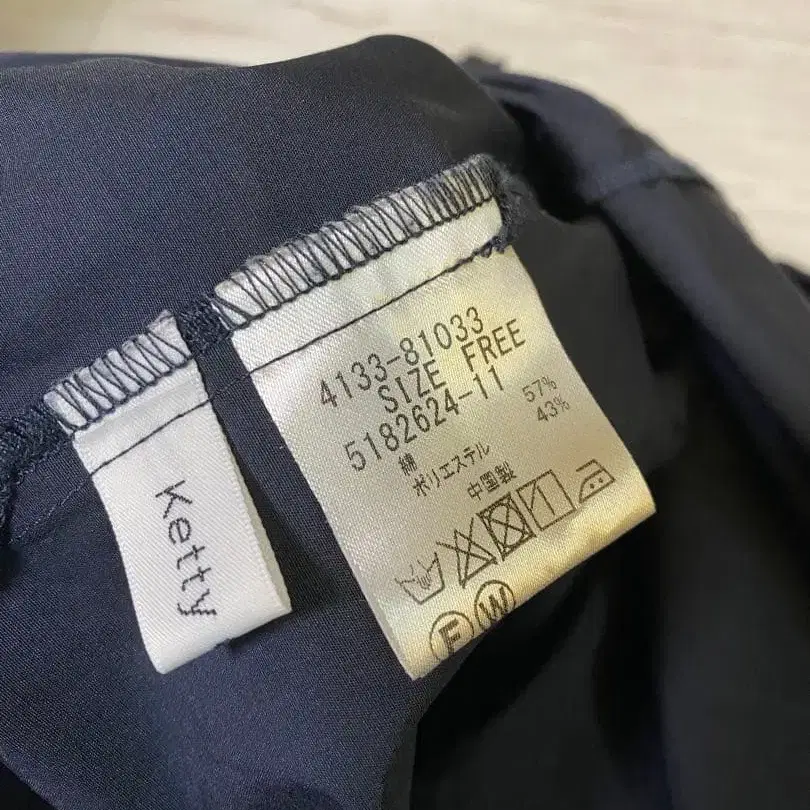 4133-81033
SIZE FREE
5182624-11
綿 57%
ポリエステル 43%
中国製
F W
Ketty